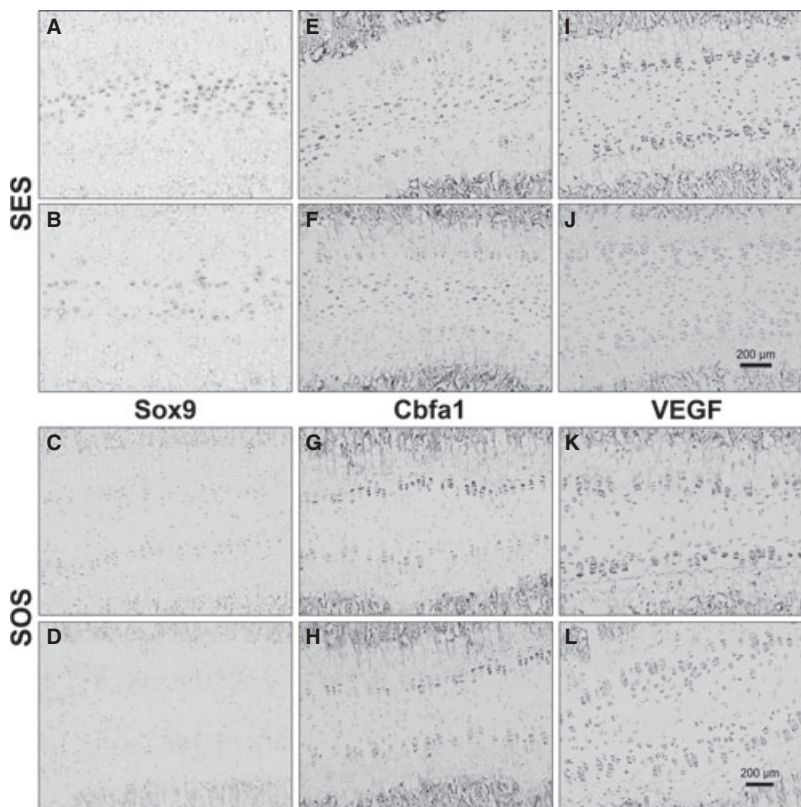 A E I
SES
B F J
200 µm
Sox9 Cbfa1 VEGF
C G K
SOS
D H L
200 µm